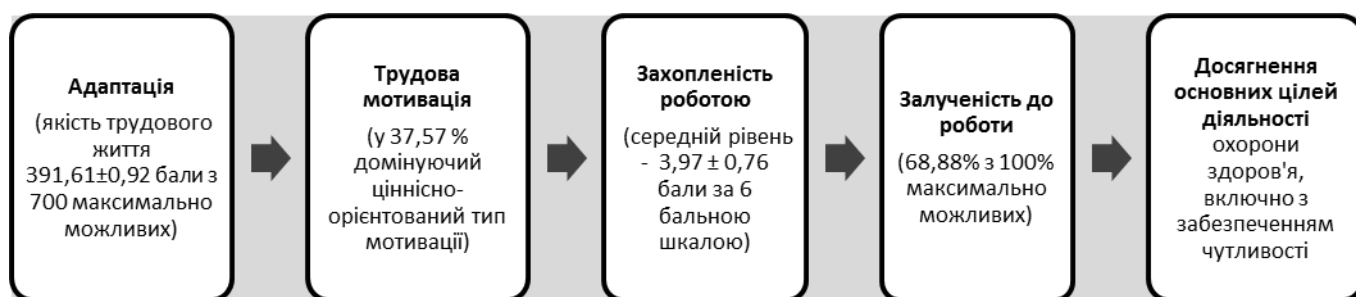 Адаптація
(якість трудового
життя
391,61±0,92 бали з
700 максимально
можливих)
Трудова
мотивація
(у 37,57 %
домінуючий
ціннісно-
орієнтований тип
мотивації)
Захопленість
роботою
(середній рівень
- 3,97 ± 0,76
бали за 6
бальною
шкалою)
Залученість до
роботи
(68,88% з 100%
максимально
можливих)
Досягнення
основних цілей
діяльності
охорони
здоров'я,
включно з
забезпеченням
чутливості